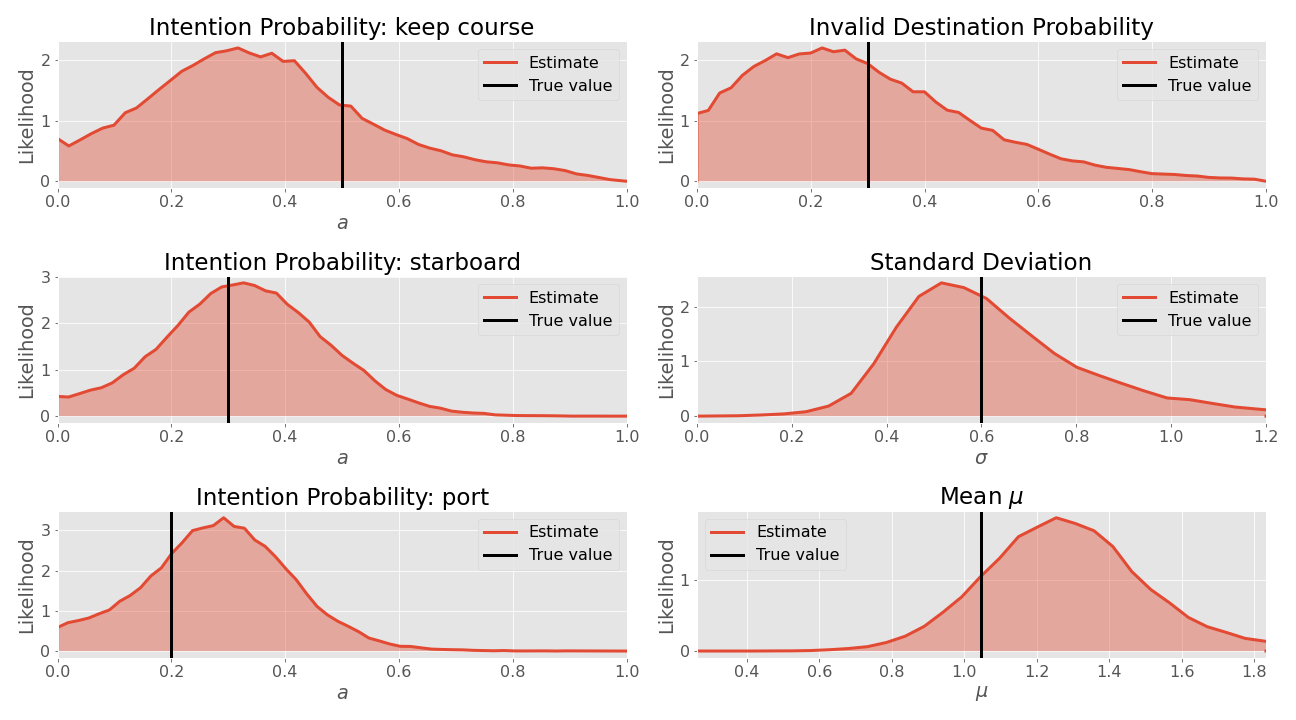 Intention Probability: keep course
Likelihood
2
1
0
Estimate
True value
0.0 0.2 0.4 0.6 0.8 1.0
a
Invalid Destination Probability
Likelihood
2
1
0
Estimate
True value
0.0 0.2 0.4 0.6 0.8 1.0
Intention Probability: starboard
Likelihood
3
2
1
0
Estimate
True value
0.0 0.2 0.4 0.6 0.8 1.0
a
Standard Deviation
Likelihood
2
1
0
Estimate
True value
0.0 0.2 0.4 0.6 0.8 1.0 1.2
σ
Intention Probability: port
Likelihood
3
2
1
0
Estimate
True value
0.0 0.2 0.4 0.6 0.8 1.0
a
Mean μ
Likelihood
1
0
Estimate
True value
0.4 0.6 0.8 1.0 1.2 1.4 1.6 1.8
μ